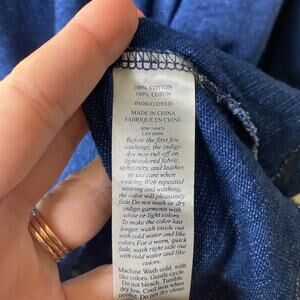 100% COTTON
100% COTON
INDIGO DYED
MADE IN CHINA
FABRIQUE EN CHINE
Before the first few
washings, the indigo
dye may rub off on
light-colored fabric,
upholstery, and leather,
so use care when
wearing. With repeated
wearing and washing,
the color will
pleasantly
fade. Do not wash or dry
indigo garments with
white or light colors.
To make the color last
longer, wash inside out
with cold water and like
colors. For a worn, quick
fade, wash right side out
with cold water and like
colors.
Machine Wash cold. with
like colors. Gentle cycle.
Do not bleach. Tumble
dry low. Cool iron when